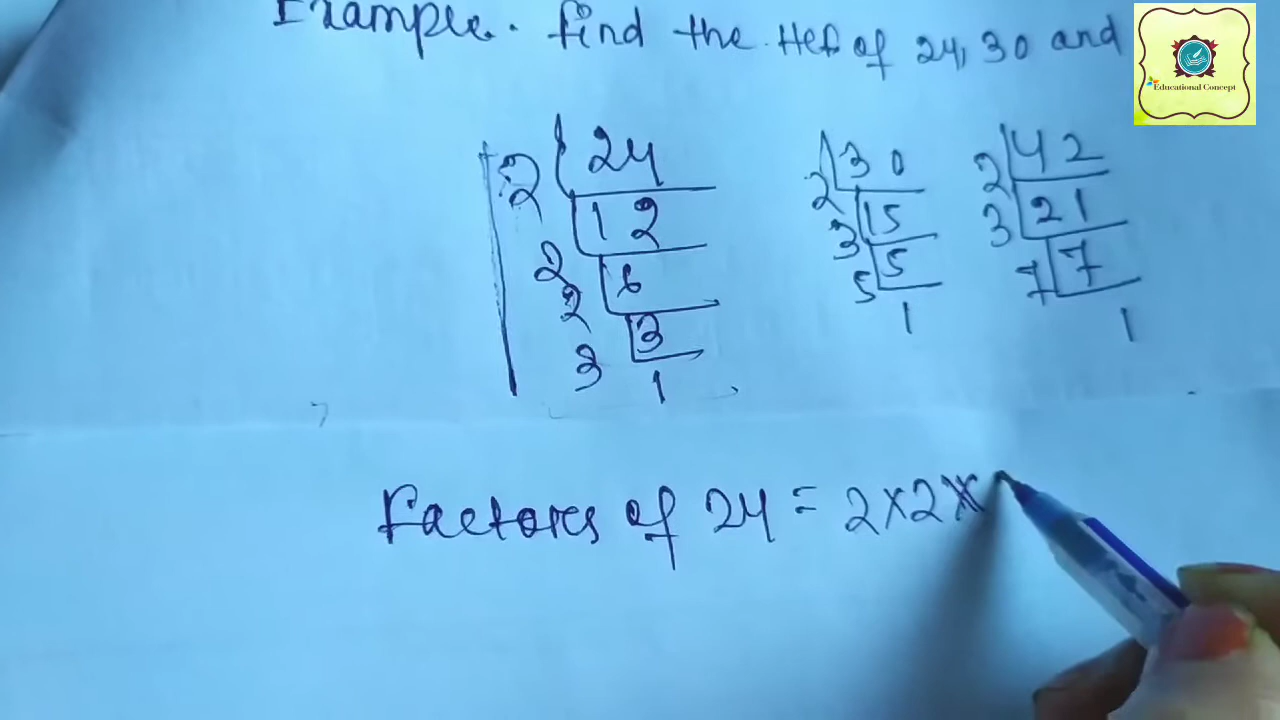 Example. find the HCF of 24, 30 and
Educational Concept
2 24 2 30 2 42
12 3 15 3 21
2 6 5 5 7 7
2 3 1 1
3 1
Factores of 24 = 2×2×